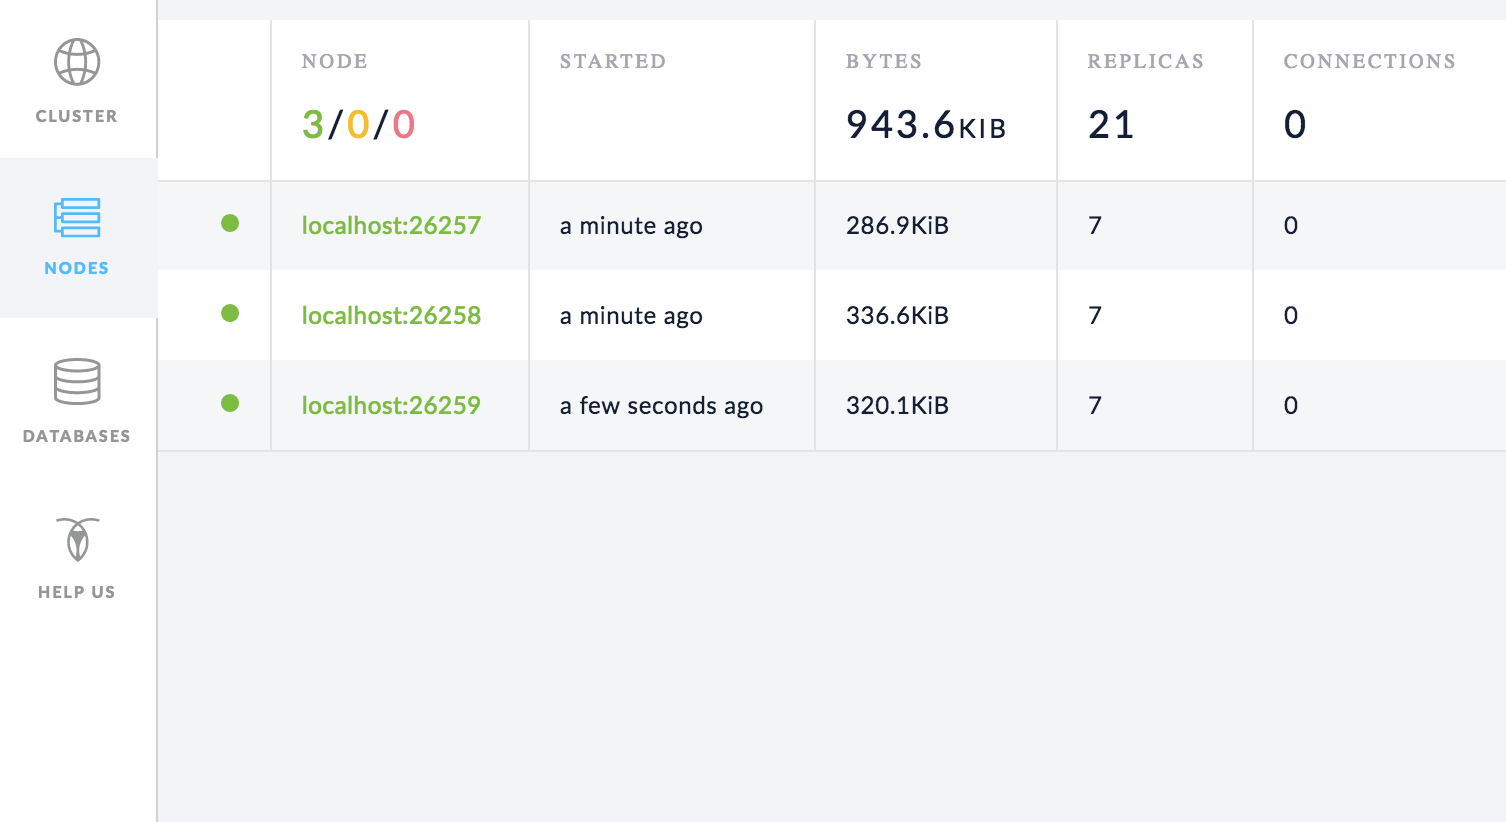 CLUSTER
NODES
DATABASES
HELP US
NODE STARTED BYTES REPLICAS CONNECTIONS
3/0/0 943.6KIB 21 0
localhost:26257 a minute ago 286.9KiB 7 0
localhost:26258 a minute ago 336.6KiB 7 0
localhost:26259 a few seconds ago 320.1KiB 7 0